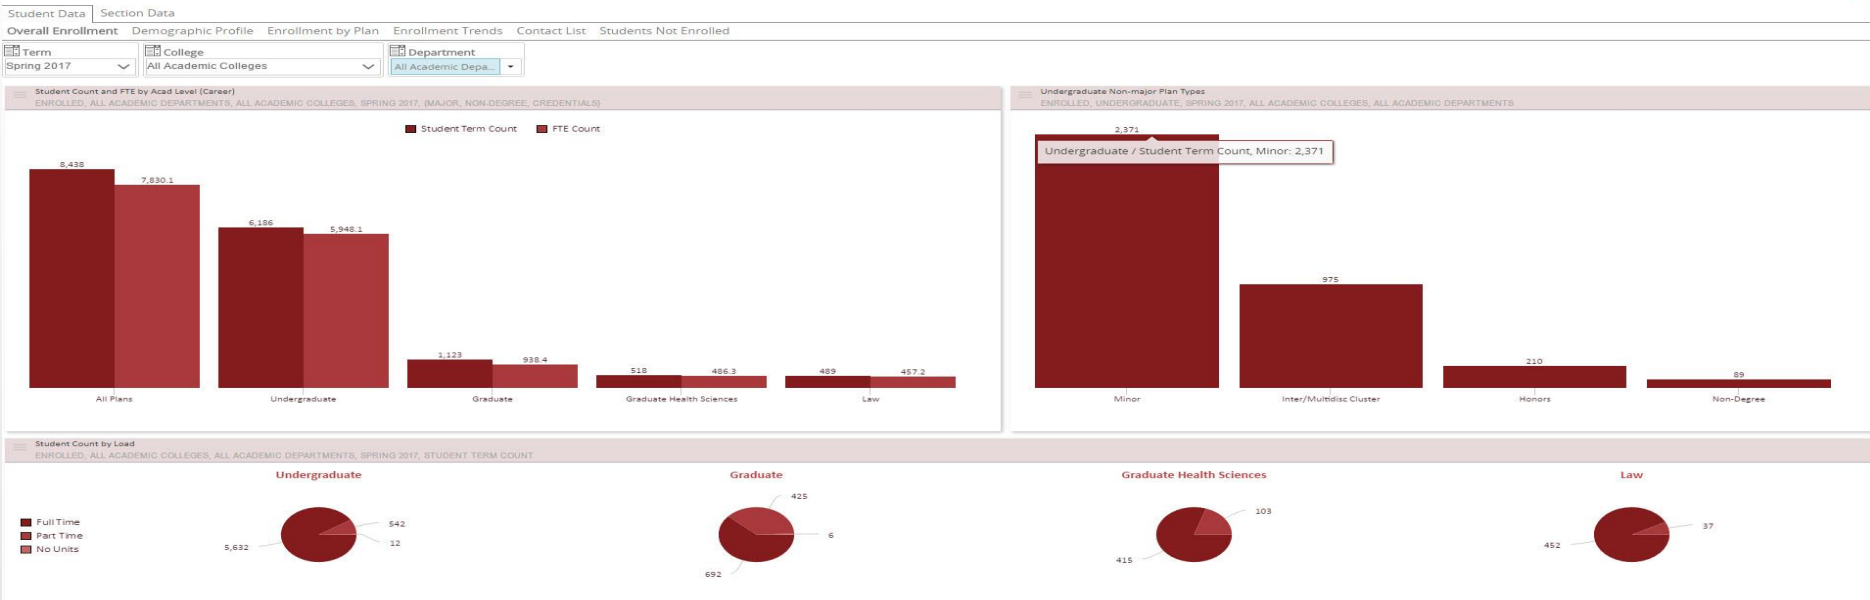 Student Data Section Data
Overall Enrollment Demographic Profile Enrollment by Plan Enrollment Trends Contact List Students Not Enrolled
Term College Department
Spring 2017 All Academic Colleges All Academic Depa...
Student Count and FTE by Acad Level (Career)
ENROLLED, ALL ACADEMIC DEPARTMENTS, ALL ACADEMIC COLLEGES, SPRING 2017, (MAJOR, NON-DEGREE, CREDENTIALS)
Student Term Count FTE Count
8,438
7,830.1
6,186
5,948.1
1,123
938.4
518
486.3
489
457.2
All Plans Undergraduate Graduate Graduate Health Sciences Law
Undergraduate Non-major Plan Types
ENROLLED, UNDERGRADUATE, SPRING 2017, ALL ACADEMIC COLLEGES, ALL ACADEMIC DEPARTMENTS
2,371
Undergraduate / Student Term Count, Minor: 2,371
975
210
89
Minor Inter/Multidisc Cluster Honors Non-Degree
Student Count by Load
ENROLLED, ALL ACADEMIC COLLEGES, ALL ACADEMIC DEPARTMENTS, SPRING 2017, STUDENT TERM COUNT
Full Time
Part Time
No Units
Undergraduate
542
12
5,632
Graduate
425
6
692
Graduate Health Sciences
103
415
Law
37
452